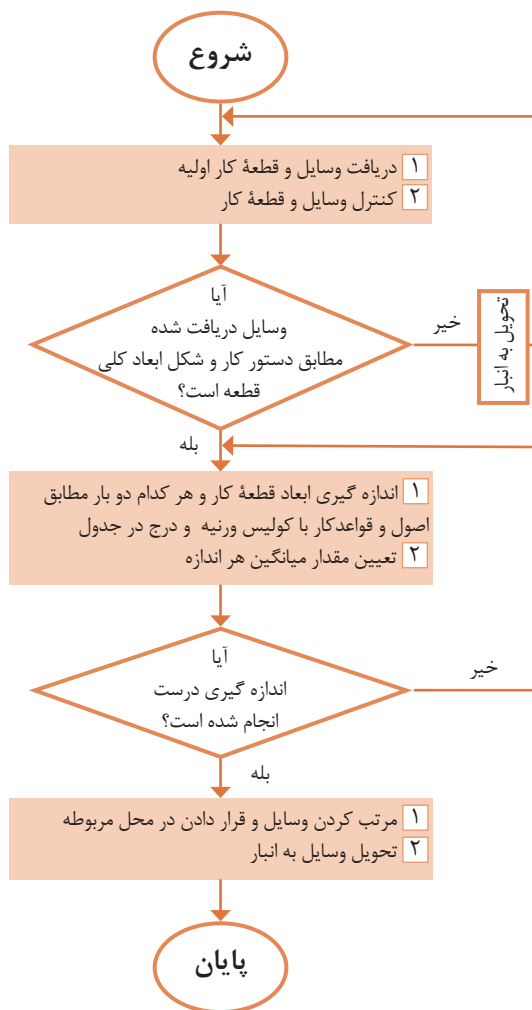 شروع
۱ دریافت وسایل و قطعهٔ کار اولیه
۲ کنترل وسایل و قطعهٔ کار
آیا
وسایل دریافت شده
مطابق دستور کار و شکل ابعاد کلی
قطعه است؟
خیر
تحویل به انبار
بله
۱ اندازه گیری ابعاد قطعهٔ کار و هر کدام دو بار مطابق
اصول و قواعدکار با کولیس ورنیه و درج در جدول
۲ تعیین مقدار میانگین هر اندازه
آیا
اندازه گیری درست
انجام شده است؟
خیر
بله
۱ مرتب کردن وسایل و قرار دادن در محل مربوطه
۲ تحویل وسایل به انبار
پایان